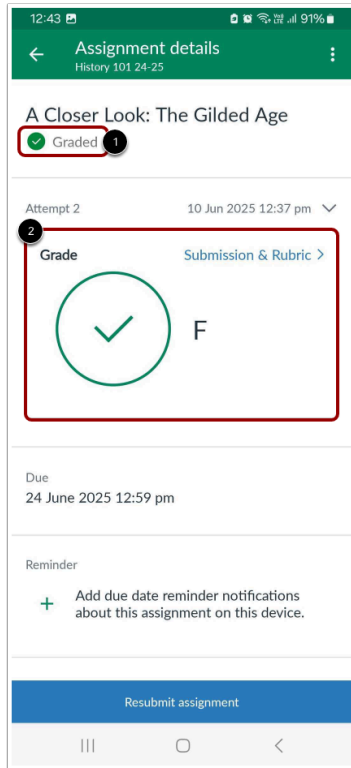 12:43 91%
Assignment details
History 101 24-25
A Closer Look: The Gilded Age
Graded 1
Attempt 2 10 Jun 2025 12:37 pm
2
Grade Submission & Rubric >
F
Due
24 June 2025 12:59 pm
Reminder
+ Add due date reminder notifications
about this assignment on this device.
Resubmit assignment